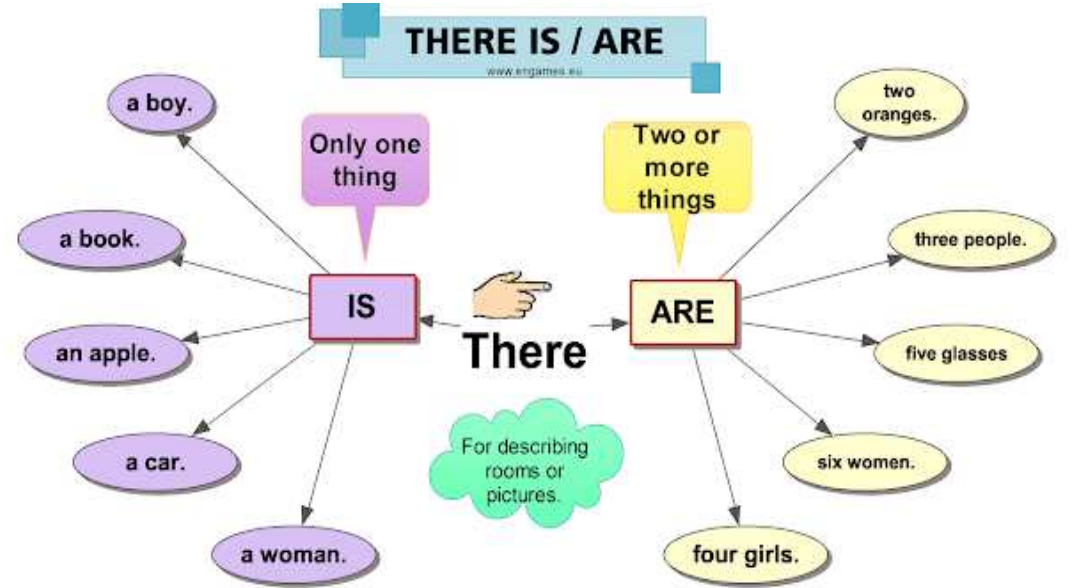 THERE IS / ARE
www.engames.eu
a boy.
Only one
thing
Two or
more
things
two
oranges.
a book.
three people.
IS
There
ARE
an apple.
five glasses
a car.
For describing
rooms or
pictures.
six women.
a woman.
four girls.